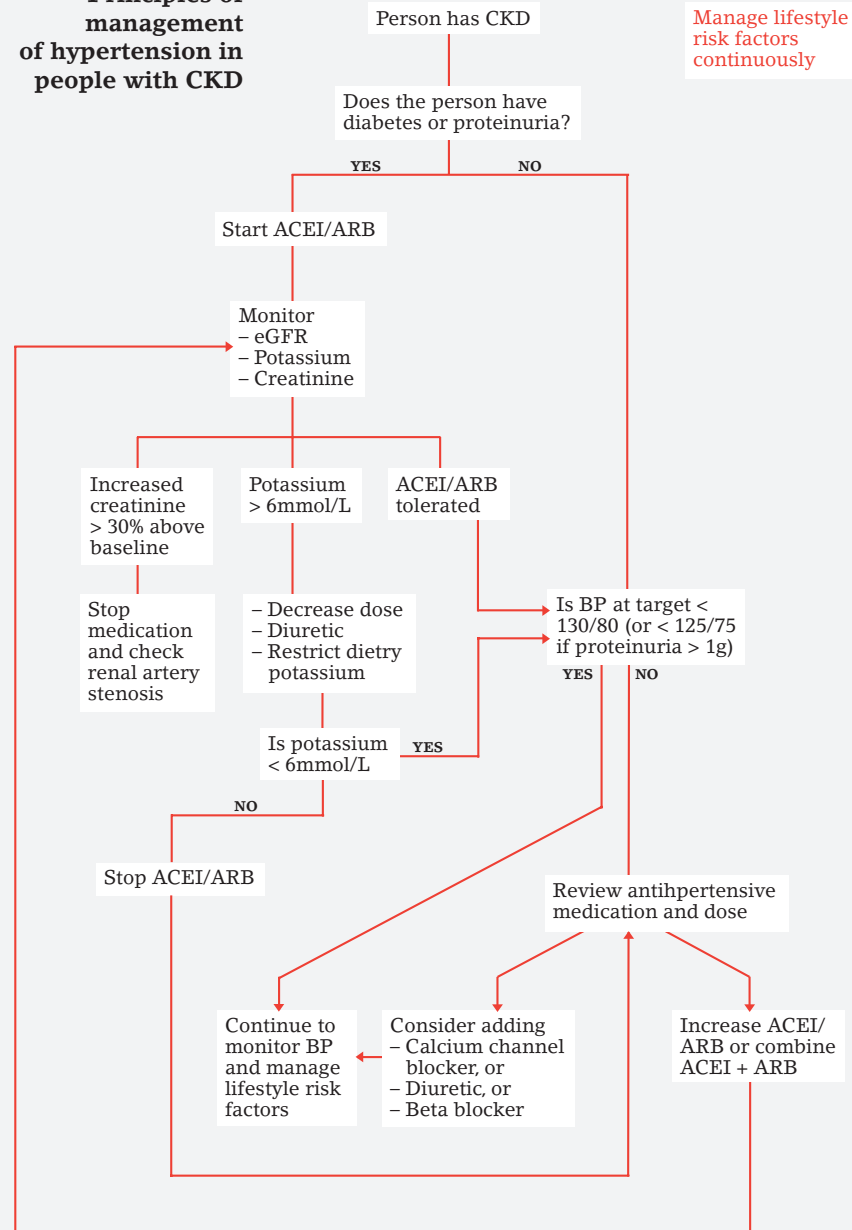 Principles of
management
of hypertension in
people with CKD
Person has CKD
Manage lifestyle
risk factors
continuously
Does the person have
diabetes or proteinuria?
YES
NO
Start ACEI/ARB
Monitor
– eGFR
– Potassium
– Creatinine
Increased
creatinine
> 30% above
baseline
Potassium
> 6mmol/L
ACEI/ARB
tolerated
Stop
medication
and check
renal artery
stenosis
– Decrease dose
– Diuretic
– Restrict dietry
potassium
Is BP at target <
130/80 (or < 125/75
if proteinuria > 1g)
YES
NO
Is potassium
< 6mmol/L
YES
NO
Stop ACEI/ARB
Review antihpertensive
medication and dose
Continue to
monitor BP
and manage
lifestyle risk
factors
Consider adding
– Calcium channel
blocker, or
– Diuretic, or
– Beta blocker
Increase ACEI/
ARB or combine
ACEI + ARB